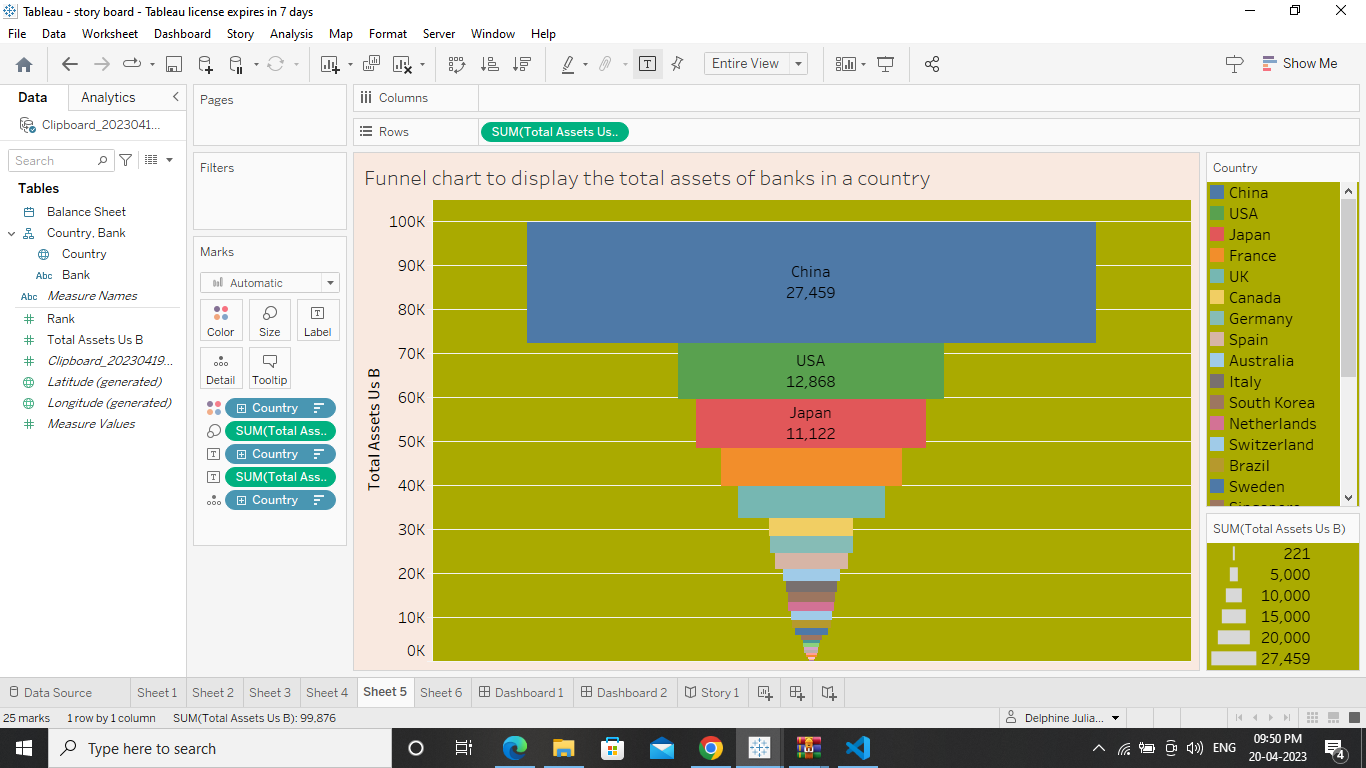 Tableau - story board - Tableau license expires in 7 days
File Data Worksheet Dashboard Story Analysis Map Format Server Window Help
Entire View
Show Me
Data Analytics
Clipboard_2023041...
Search
Tables
Balance Sheet
Country, Bank
Country
Abc Bank
Abc Measure Names
Rank
Total Assets Us B
Clipboard_20230419...
Latitude (generated)
Longitude (generated)
Measure Values
Pages
Filters
Marks
Automatic
Color Size Label
Detail Tooltip
Country
SUM(Total Ass..
Country
SUM(Total Ass..
Country
Columns
Rows SUM(Total Assets Us..
Funnel chart to display the total assets of banks in a country
Total Assets Us B
100K
90K
80K
70K
60K
50K
40K
30K
20K
10K
0K
China
27,459
USA
12,868
Japan
11,122
Country
China
USA
Japan
France
UK
Canada
Germany
Spain
Australia
Italy
South Korea
Netherlands
Switzerland
Brazil
Sweden
SUM(Total Assets Us B)
221
5,000
10,000
15,000
20,000
27,459
Data Source Sheet 1 Sheet 2 Sheet 3 Sheet 4 Sheet 5 Sheet 6 Dashboard 1 Dashboard 2 Story 1
25 marks 1 row by 1 column SUM(Total Assets Us B): 99,876 Delphine Julia...
Type here to search
ENG
09:50 PM
20-04-2023
4